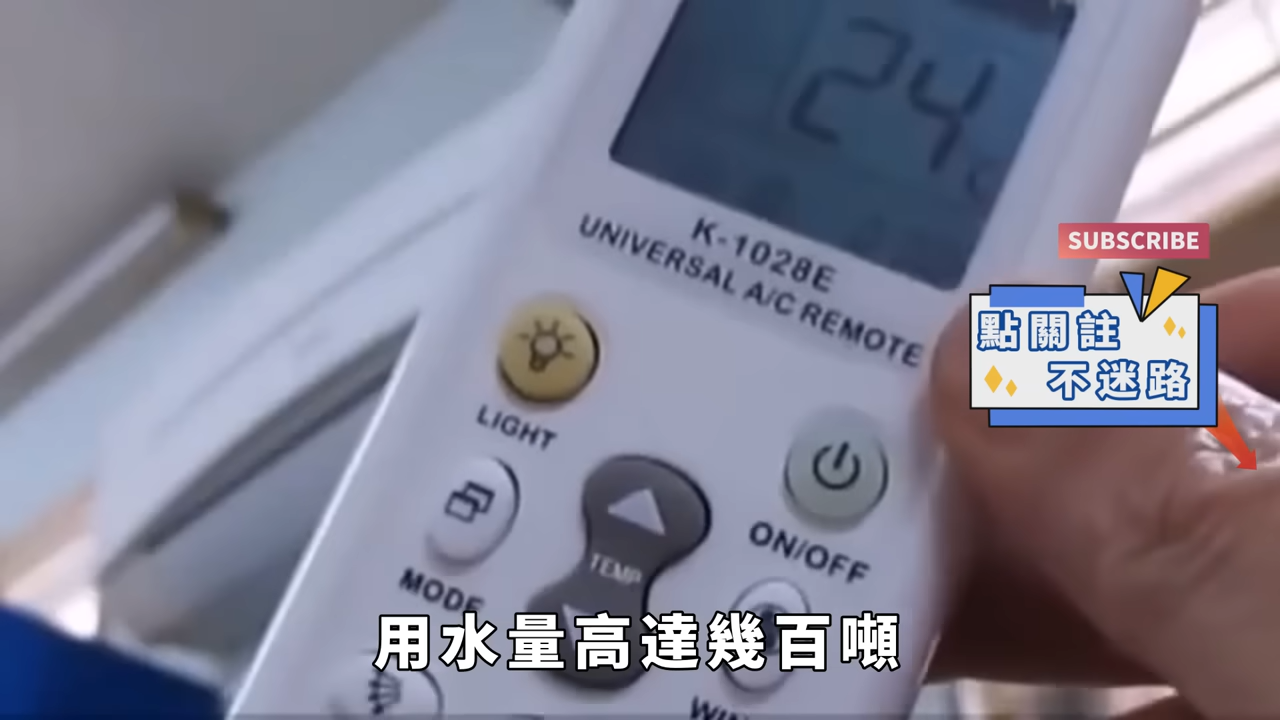 24
K-1028E
UNIVERSAL A/C REMOTE
SUBSCRIBE
點關註
不迷路
LIGHT
ON/OFF
TEMP
MODE
用水量高達幾百噸